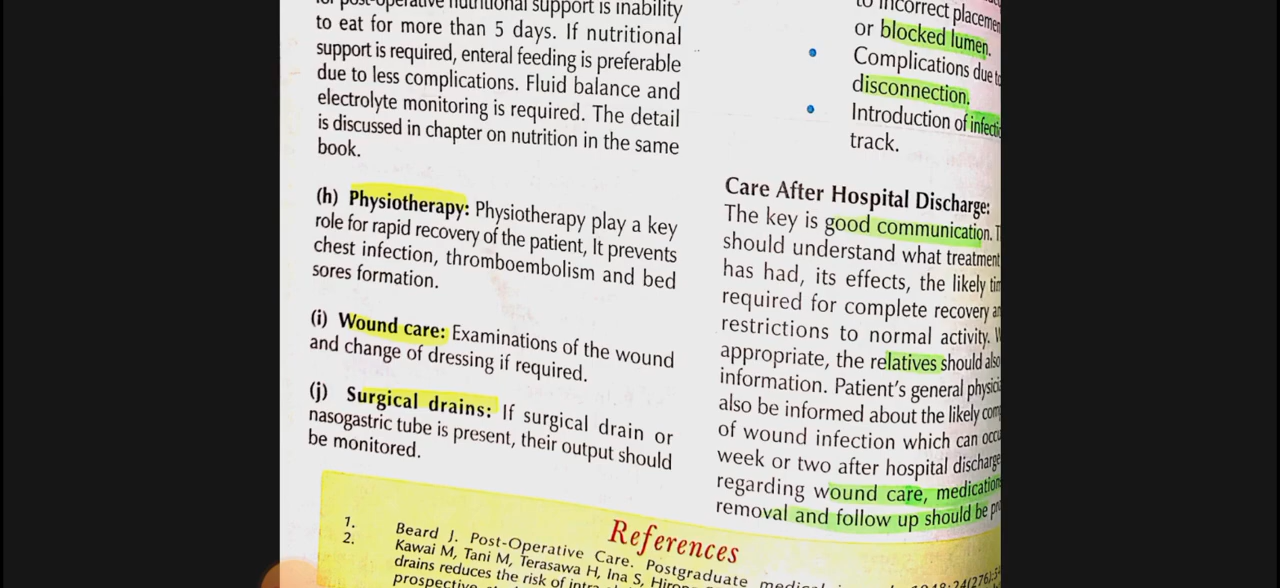 for post-operative nutritional support is inability
to eat for more than 5 days. If nutritional
support is required, enteral feeding is preferable
due to less complications. Fluid balance and
electrolyte monitoring is required. The detail
is discussed in chapter on nutrition in the same
book.
(h) Physiotherapy: Physiotherapy play a key
role for rapid recovery of the patient, It prevents
chest infection, thromboembolism and bed
sores formation.
(i) Wound care: Examinations of the wound
and change of dressing if required.
(j) Surgical drains: If surgical drain or
nasogastric tube is present, their output should
be monitored.
to incorrect
or blocked lumen.
• Complications due
disconnection.
• Introduction of
track.
Care After Hospital Discharge:
The key is good communication.
should understand what treatment
has had, its effects, the likely
required for complete recovery
restrictions to normal activity.
appropriate, the relatives should also
information. Patient's general
also be informed about the likely
of wound infection which can
week or two after hospital discharge
regarding wound care,
removal and follow up should be
References
1. Beard J. Post-Operative Care. Postgraduate
2. Kawai M, Tani M, Terasawa H, Ina S,
drains reduces the risk of
prospective